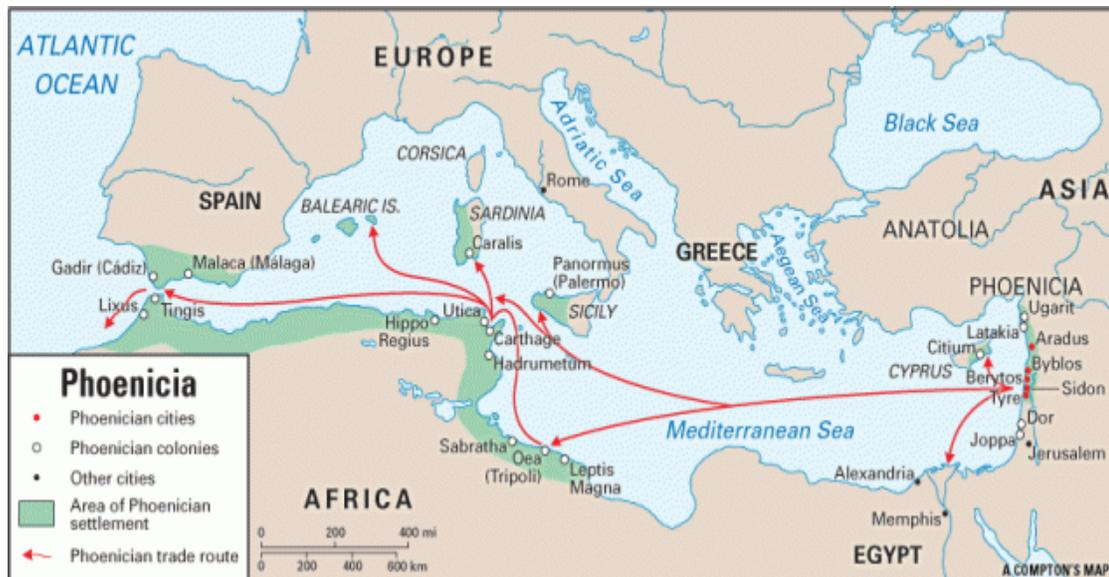 ATLANTIC
OCEAN
EUROPE
Black Sea
Adriatic Sea
CORSICA
Rome
ASIA
SPAIN
BALEARIC IS.
SARDINIA
ANATOLIA
Caralis
GREECE
Aegean Sea
Gadir (Cádiz)
Malaca (Málaga)
Panormus
(Palermo)
PHOENICIA
Lixus
Tingis
Utica
SICILY
Ugarit
Hippo
Regius
Carthage
Latakia
Aradus
Citium
Hadrumetum
CYPRUS
Byblos
Berytos
Sidon
Tyre
Phoenicia
Phoenician cities
Phoenician colonies
Other cities
Area of Phoenician
settlement
Phoenician trade route
Mediterranean Sea
Dor
Joppa
Jerusalem
Sabratha
Oea
(Tripoli)
Leptis
Magna
Alexandria
AFRICA
Memphis
0 200 400 mi
0 200 400 600 km
EGYPT
A COMPTON'S MAP